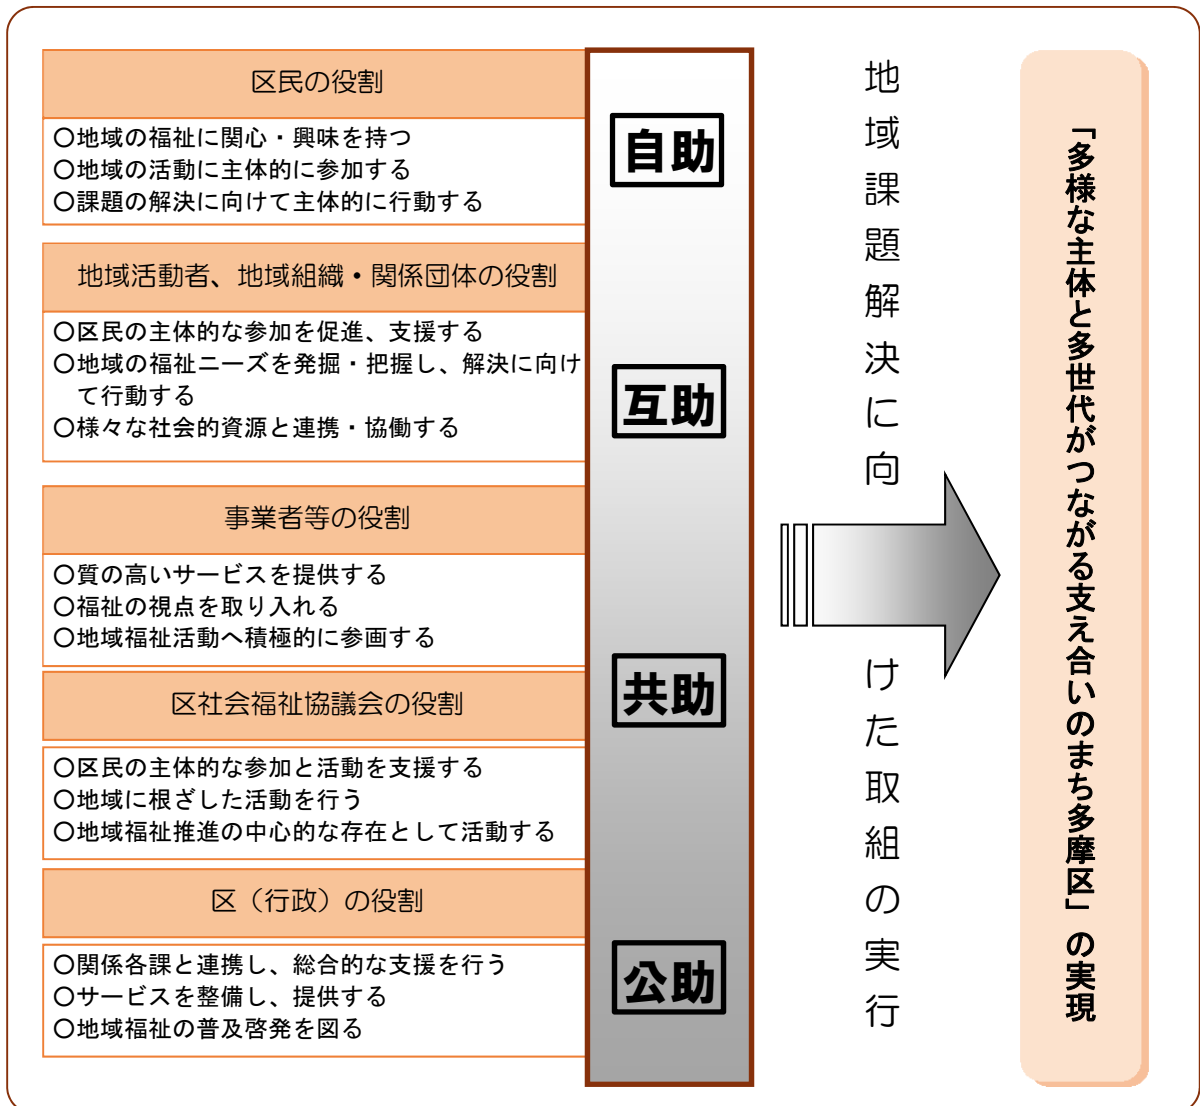 区民の役割
〇地域の福祉に関心・興味を持つ
〇地域の活動に主体的に参加する
〇課題の解決に向けて主体的に行動する
地域活動者、地域組織・関係団体の役割
〇区民の主体的な参加を促進、支援する
〇地域の福祉ニーズを発掘・把握し、解決に向け
て行動する
〇様々な社会的資源と連携・協働する
事業者等の役割
〇質の高いサービスを提供する
〇福祉の視点を取り入れる
〇地域福祉活動へ積極的に参画する
区社会福祉協議会の役割
〇区民の主体的な参加と活動を支援する
〇地域に根ざした活動を行う
〇地域福祉推進の中心的な存在として活動する
区（行政）の役割
〇関係各課と連携し、総合的な支援を行う
〇サービスを整備し、提供する
〇地域福祉の普及啓発を図る
自助
互助
共助
公助
地域課題解決に向けた取組の実行
「多様な主体と多世代がつながる支え合いのまち多摩区」の実現